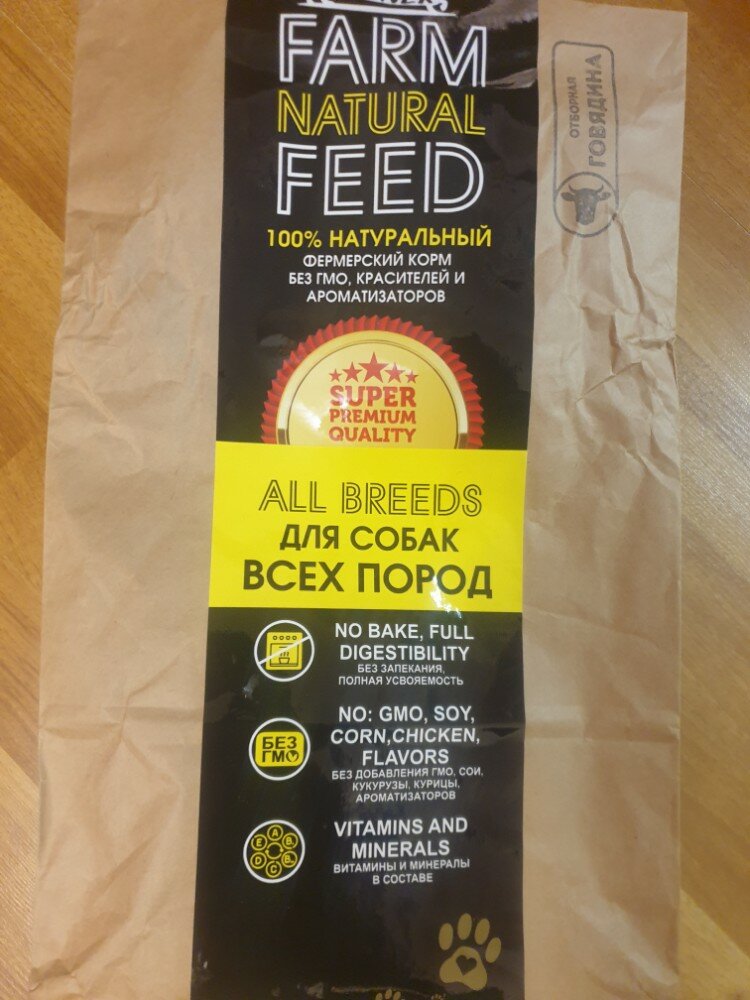 FARM
NATURAL
FEED
100% НАТУРАЛЬНЫЙ
ФЕРМЕРСКИЙ КОРМ
БЕЗ ГМО, КРАСИТЕЛЕЙ И
АРОМАТИЗАТОРОВ
ОТБОРНАЯ
ГОВЯДИНА
SUPER
PREMIUM
QUALITY
ALL BREEDS
ДЛЯ СОБАК
ВСЕХ ПОРОД
NO BAKE, FULL
DIGESTIBILITY
БЕЗ ЗАПЕКАНИЯ,
ПОЛНАЯ УСВОЯЕМОСТЬ
БЕЗ
ГМО
NO: GMO, SOY,
CORN,CHICKEN,
FLAVORS
БЕЗ ДОБАВЛЕНИЯ ГМО, СОИ,
КУКУРУЗЫ, КУРИЦЫ,
АРОМАТИЗАТОРОВ
E A B
D C B
VITAMINS AND
MINERALS
ВИТАМИНЫ И МИНЕРАЛЫ
В СОСТАВЕ